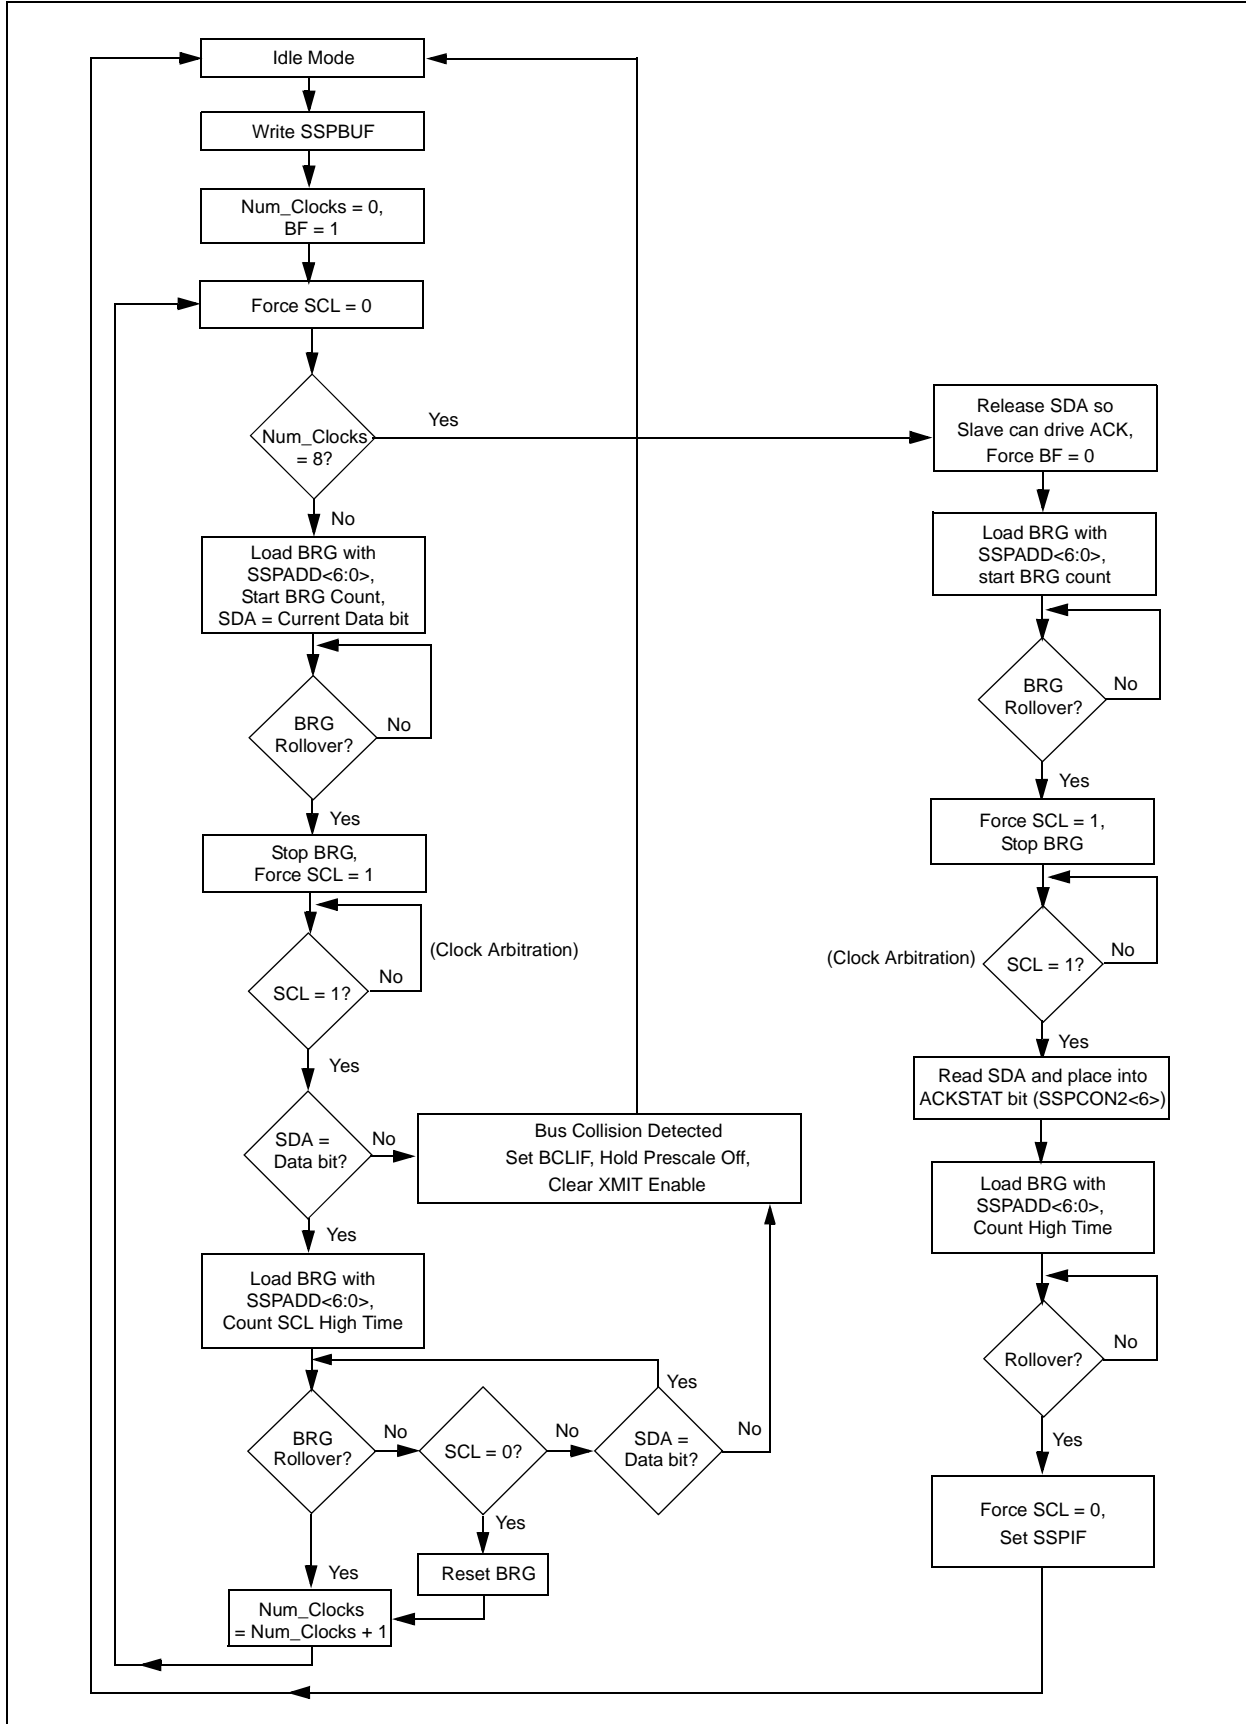 Idle Mode
Write SSPBUF
Num_Clocks = 0,
BF = 1
Force SCL = 0
Num_Clocks
= 8?
Yes
No
Load BRG with
SSPADD<6:0>,
Start BRG Count,
SDA = Current Data bit
BRG
Rollover?
No
Yes
Stop BRG,
Force SCL = 1
(Clock Arbitration)
SCL = 1?
No
Yes
SDA =
Data bit?
No
Bus Collision Detected
Set BCLIF, Hold Prescale Off,
Clear XMIT Enable
Yes
Load BRG with
SSPADD<6:0>,
Count SCL High Time
BRG
Rollover?
No
SCL = 0?
No
SDA =
Data bit?
Yes
No
Yes
Reset BRG
Yes
Num_Clocks
= Num_Clocks + 1
Release SDA so
Slave can drive ACK,
Force BF = 0
Load BRG with
SSPADD<6:0>,
start BRG count
BRG
Rollover?
No
Yes
Force SCL = 1,
Stop BRG
(Clock Arbitration)
SCL = 1?
No
Yes
Read SDA and place into
ACKSTAT bit (SSPCON2<6>)
Load BRG with
SSPADD<6:0>,
Count High Time
Rollover?
No
Yes
Force SCL = 0,
Set SSPIF